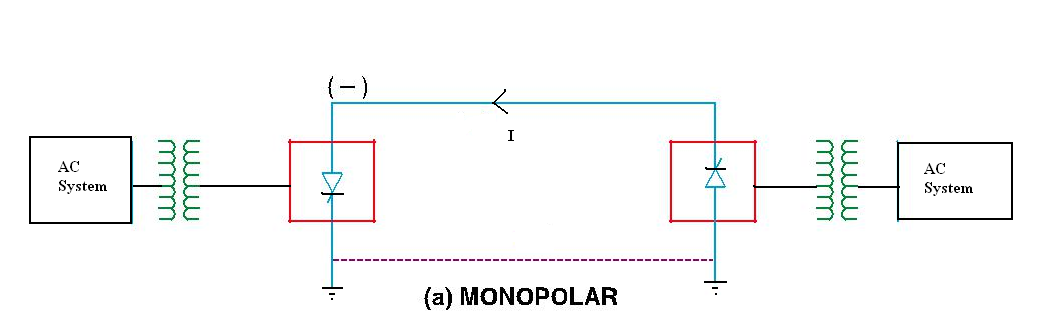 (−)
I
AC
System
AC
System
(a) MONOPOLAR